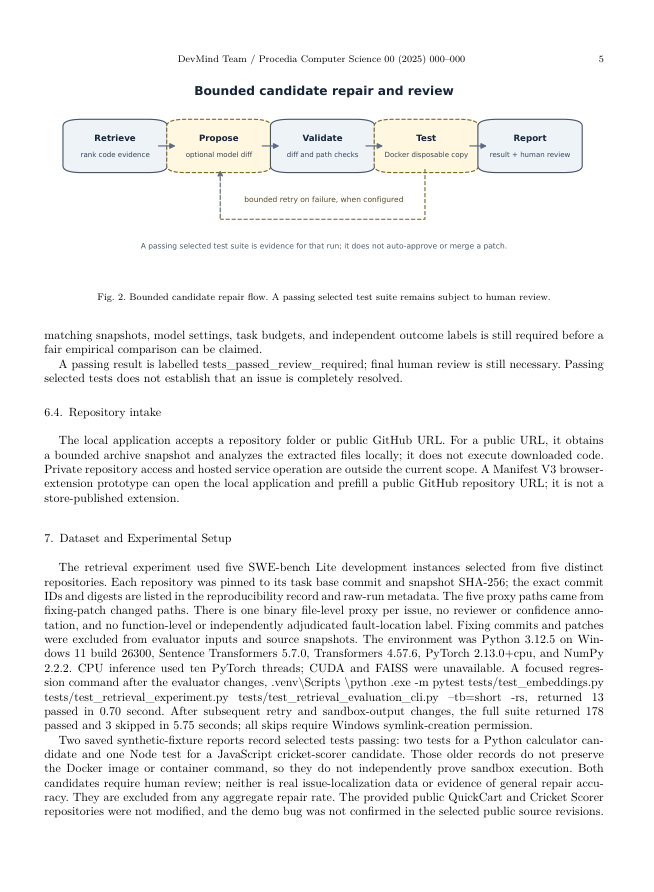 DevMind Team / Procedia Computer Science 00 (2025) 000–000 5
Bounded candidate repair and review
Retrieve
rank code evidence
Propose
optional model diff
Validate
diff and path checks
Test
Docker disposable copy
Report
result + human review
bounded retry on failure, when configured
A passing selected test suite is evidence for that run; it does not auto-approve or merge a patch.
Fig. 2. Bounded candidate repair flow. A passing selected test suite remains subject to human review.
matching snapshots, model settings, task budgets, and independent outcome labels is still required before a
fair empirical comparison can be claimed.
A passing result is labelled tests_passed_review_required; final human review is still necessary. Passing
selected tests does not establish that an issue is completely resolved.
6.4. Repository intake
The local application accepts a repository folder or public GitHub URL. For a public URL, it obtains
a bounded archive snapshot and analyzes the extracted files locally; it does not execute downloaded code.
Private repository access and hosted service operation are outside the current scope. A Manifest V3 browser-
extension prototype can open the local application and prefill a public GitHub repository URL; it is not a
store-published extension.
7. Dataset and Experimental Setup
The retrieval experiment used five SWE-bench Lite development instances selected from five distinct
repositories. Each repository was pinned to its task base commit and snapshot SHA-256; the exact commit
IDs and digests are listed in the reproducibility record and raw-run metadata. The five proxy paths came from
fixing-patch changed paths. There is one binary file-level proxy per issue, no reviewer or confidence anno-
tation, and no function-level or independently adjudicated fault-location label. Fixing commits and patches
were excluded from evaluator inputs and source snapshots. The environment was Python 3.12.5 on Win-
dows 11 build 26300, Sentence Transformers 5.7.0, Transformers 4.57.6, PyTorch 2.13.0+cpu, and NumPy
2.2.2. CPU inference used ten PyTorch threads; CUDA and FAISS were unavailable. A focused regres-
sion command after the evaluator changes, .venv\Scripts \python .exe -m pytest tests/test_embeddings.py
tests/test_retrieval_experiment.py tests/test_retrieval_evaluation_cli.py –tb=short -rs, returned 13
passed in 0.70 second. After subsequent retry and sandbox-output changes, the full suite returned 178
passed and 3 skipped in 5.75 seconds; all skips require Windows symlink-creation permission.
Two saved synthetic-fixture reports record selected tests passing: two tests for a Python calculator can-
didate and one Node test for a JavaScript cricket-scorer candidate. Those older records do not preserve
the Docker image or container command, so they do not independently prove sandbox execution. Both
candidates require human review; neither is real issue-localization data or evidence of general repair accu-
racy. They are excluded from any aggregate repair rate. The provided public QuickCart and Cricket Scorer
repositories were not modified, and the demo bug was not confirmed in the selected public source revisions.